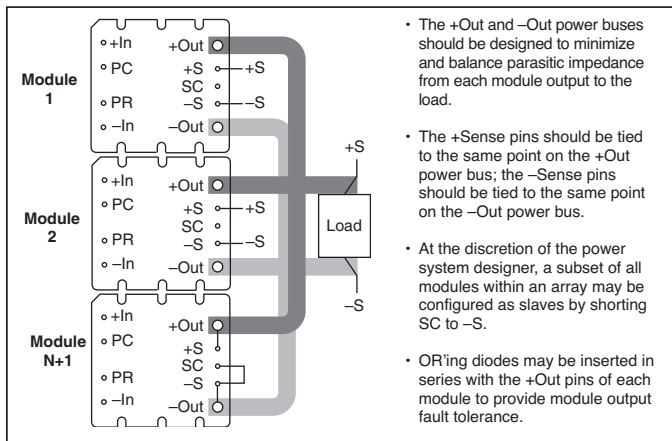 Module
1
+In
PC
PR
–In
+Out
+S
SC
–S
–Out
+S
–S
Module
2
+In
PC
PR
–In
+Out
+S
SC
–S
–Out
+S
–S
Module
N+1
+In
PC
PR
–In
+Out
+S
SC
–S
–Out
+S
Load
–S
• The +Out and –Out power buses
should be designed to minimize
and balance parasitic impedance
from each module output to the
load.
• The +Sense pins should be tied
to the same point on the +Out
power bus; the –Sense pins
should be tied to the same point
on the –Out power bus.
• At the discretion of the power
system designer, a subset of all
modules within an array may be
configured as slaves by shorting
SC to –S.
• OR'ing diodes may be inserted in
series with the +Out pins of each
module to provide module output
fault tolerance.